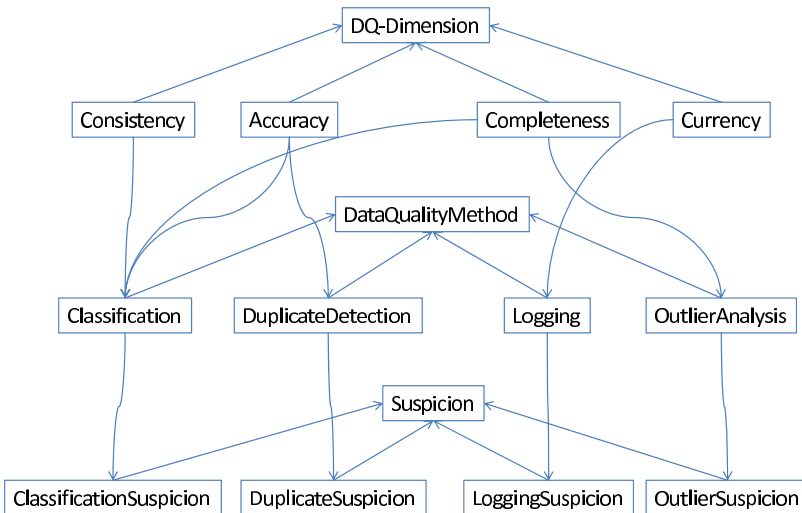 DQ-Dimension
Consistency
Accuracy
Completeness
Currency
DataQualityMethod
Classification
DuplicateDetection
Logging
OutlierAnalysis
Suspicion
ClassificationSuspicion
DuplicateSuspicion
LoggingSuspicion
OutlierSuspicion